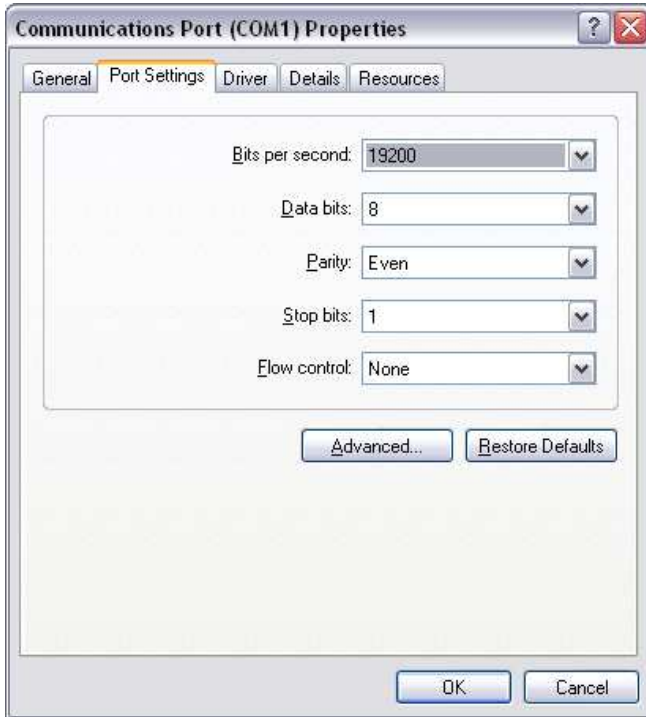 Communications Port (COM1) Properties
General Port Settings Driver Details Resources
Bits per second: 19200
Data bits: 8
Parity: Even
Stop bits: 1
Flow control: None
Advanced... Restore Defaults
OK Cancel